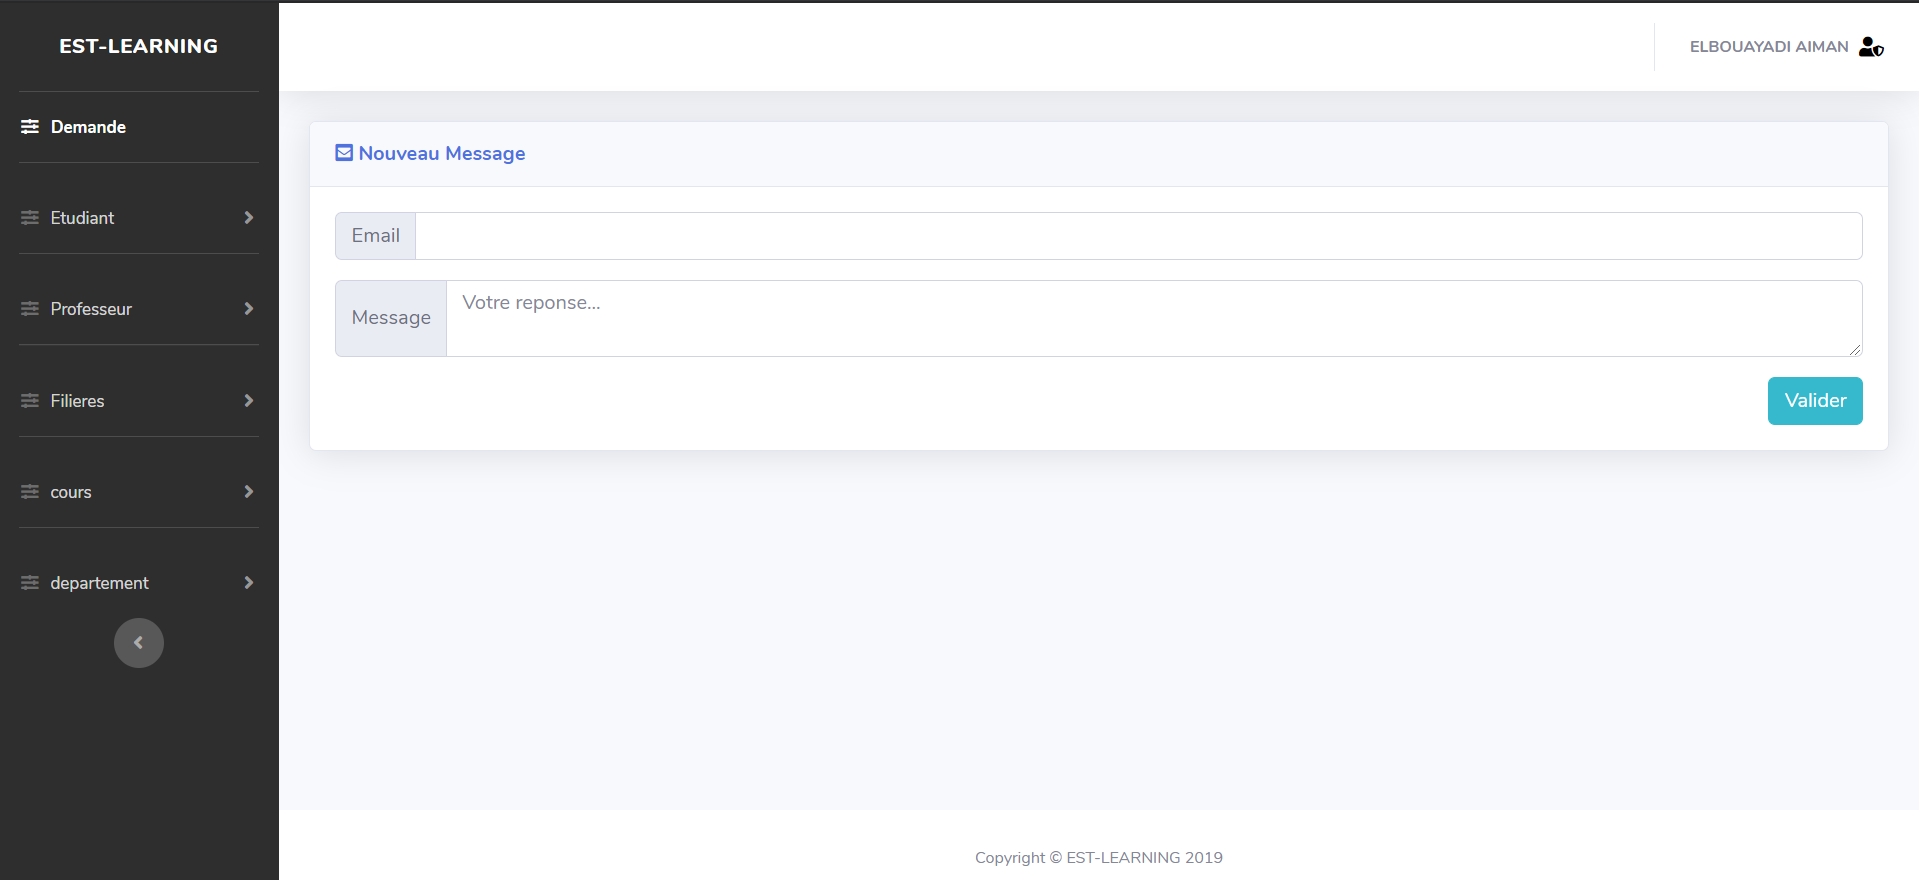 EST-LEARNING
ELBOUAYADI AIMAN
Demande
Etudiant
Professeur
Filieres
cours
departement
Nouveau Message
Email
Message
Votre reponse...
Valider
Copyright © EST-LEARNING 2019